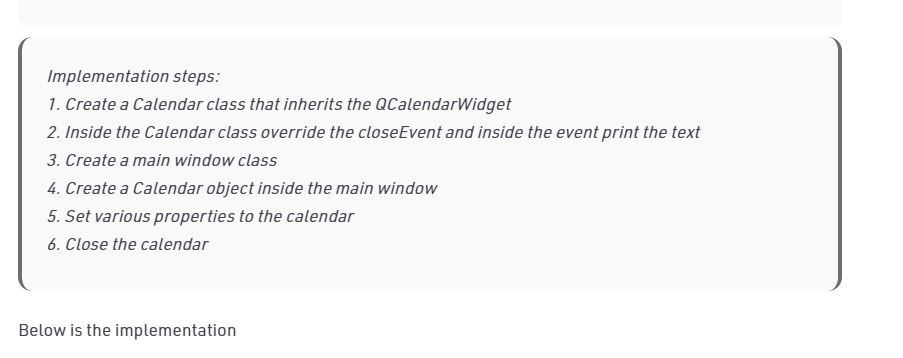 Implementation steps:
1. Create a Calendar class that inherits the QCalendarWidget
2. Inside the Calendar class override the closeEvent and inside the event print the text
3. Create a main window class
4. Create a Calendar object inside the main window
5. Set various properties to the calendar
6. Close the calendar
Below is the implementation